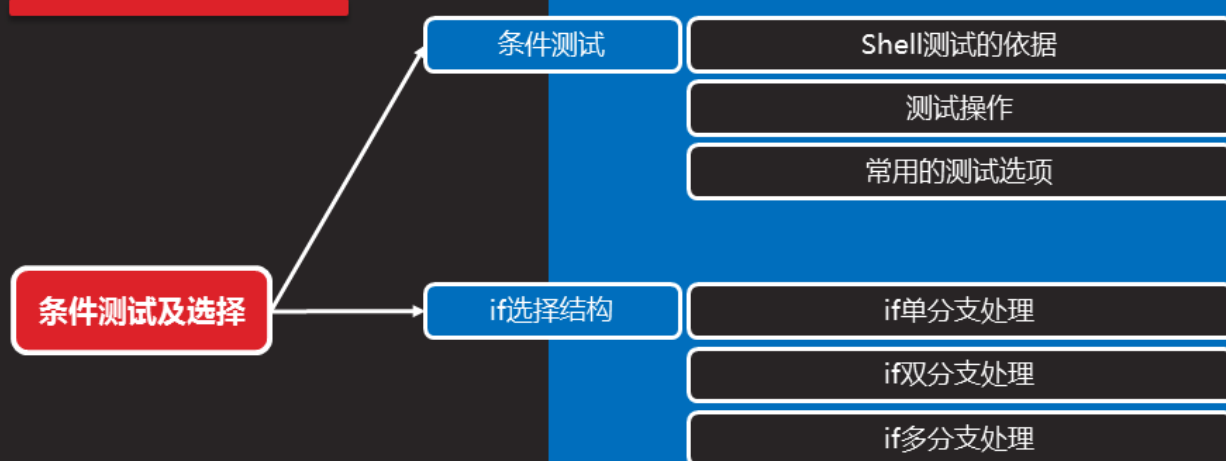 条件测试
Shell测试的依据
测试操作
常用的测试选项
条件测试及选择
if选择结构
if单分支处理
if双分支处理
if多分支处理